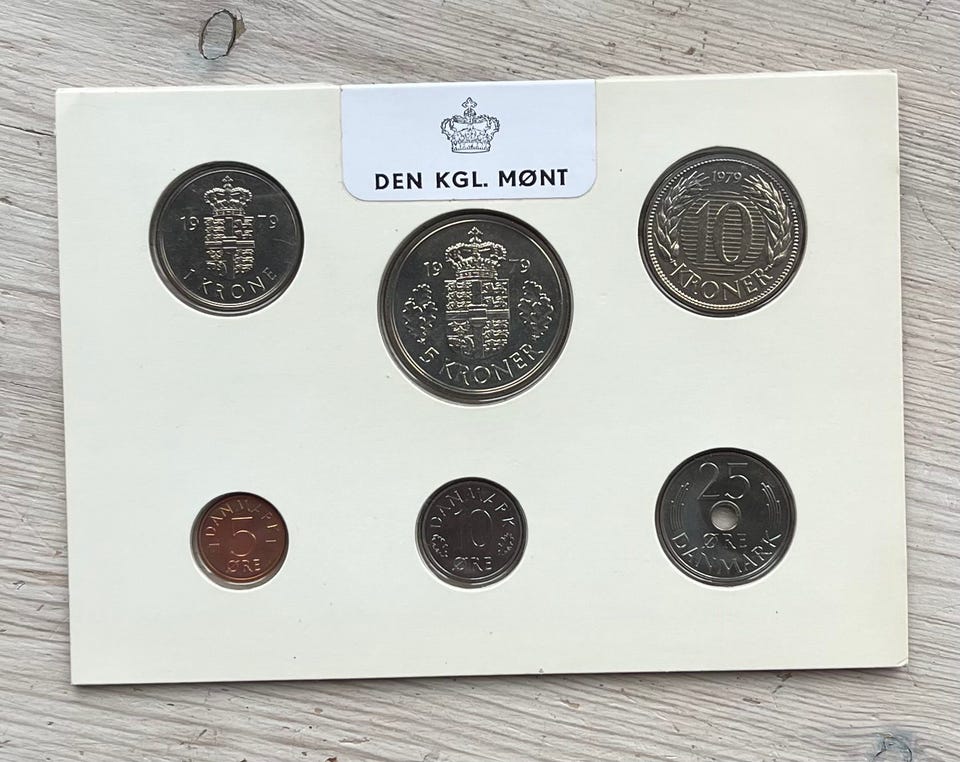 DEN KGL. MØNT
1979
1 KRONE
1979
5 KRONER
1979
10
KRONER
DANMARK
5
ØRE
DANMARK
10
ØRE
25
ØRE
DANMARK